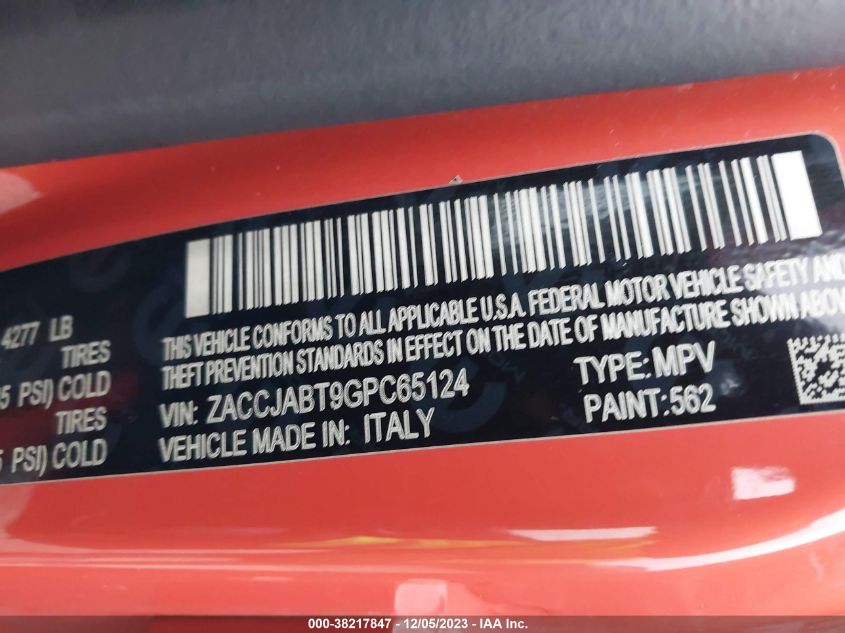 4277 LB
TIRES
5 PSI) COLD
TIRES
PSI) COLD
THIS VEHICLE CONFORMS TO ALL APPLICABLE U.S.A. FEDERAL MOTOR VEHICLE SAFETY AND
THEFT PREVENTION STANDARDS IN EFFECT ON THE DATE OF MANUFACTURE SHOWN ABOVE
VIN: ZACCJABT9GPC65124 TYPE: MPV
VEHICLE MADE IN: ITALY PAINT: 562
000-38217847 - 12/05/2023 - IAA Inc.